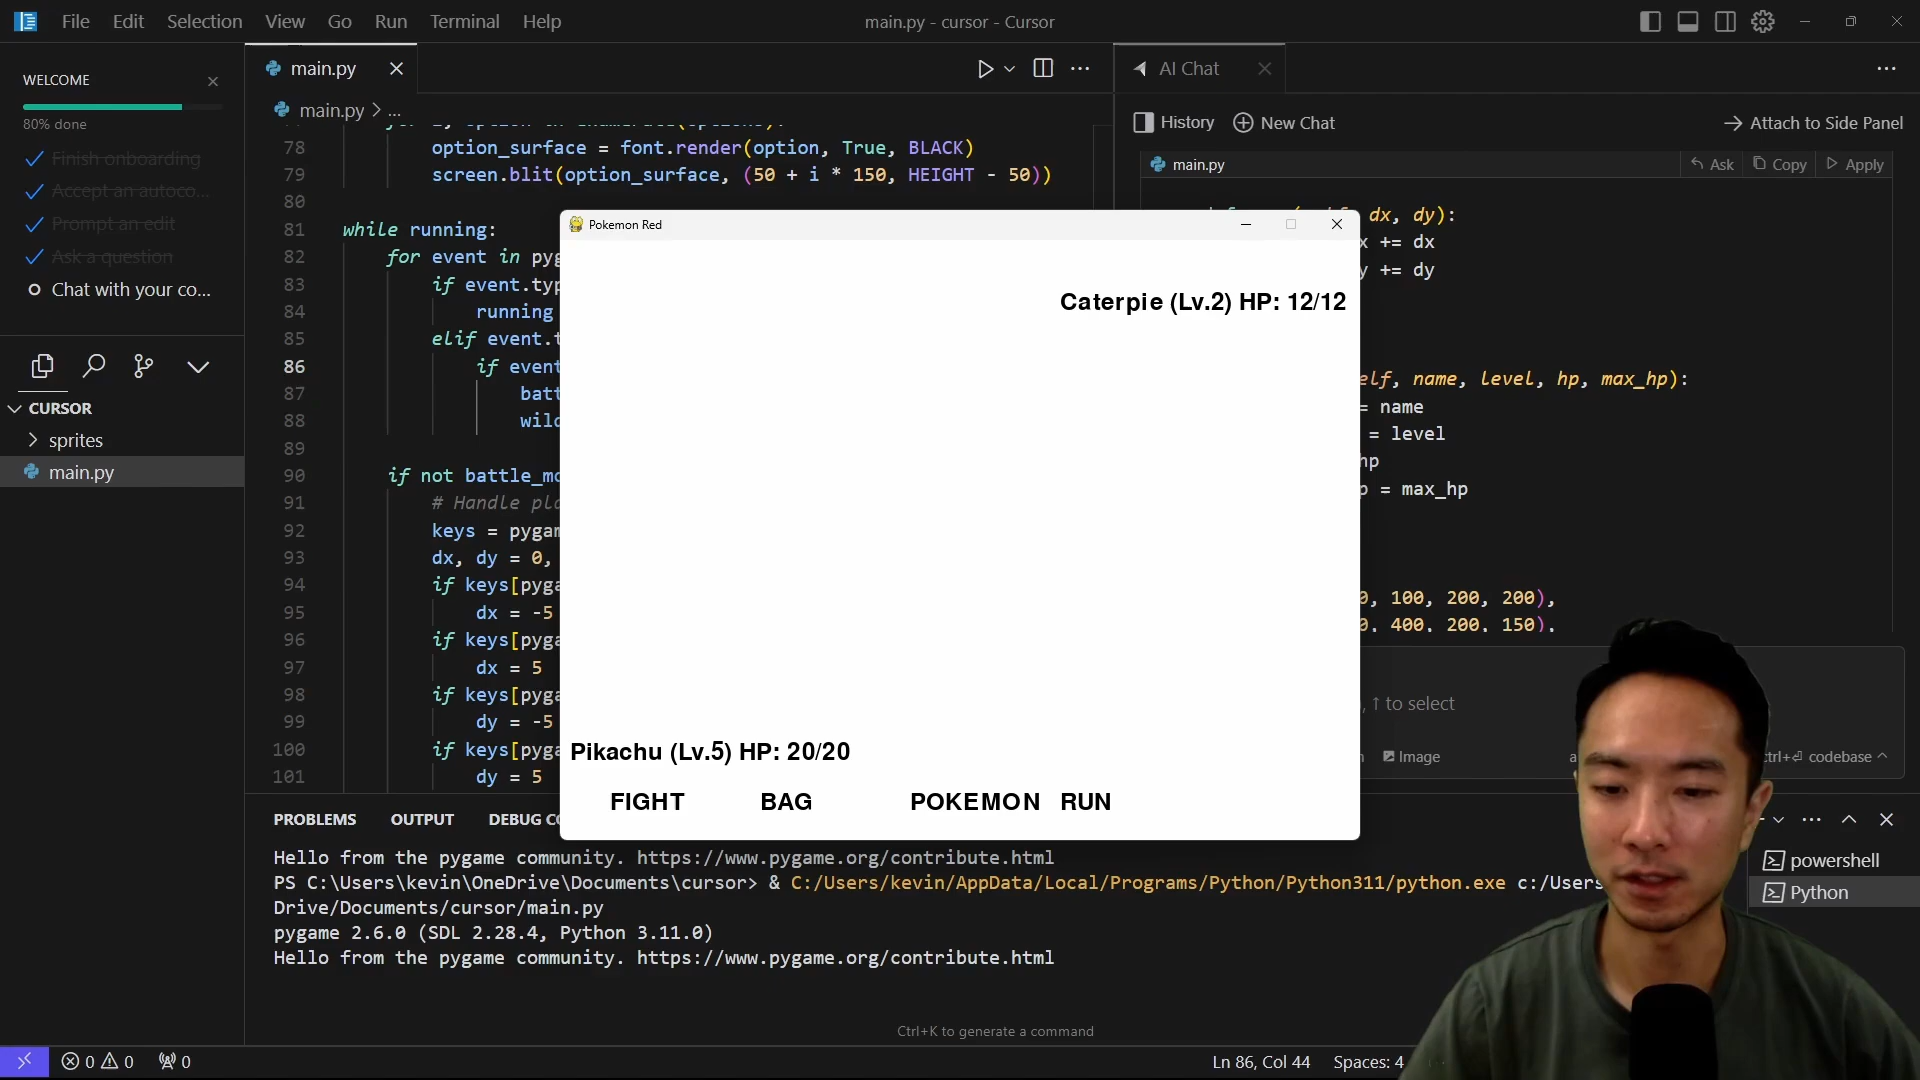 File Edit Selection View Go Run Terminal Help
main.py - cursor - Cursor
WELCOME
80% done
Finish onboarding
Accept an autoco...
Prompt an edit
Ask a question
Chat with your co...
CURSOR
sprites
main.py
main.py
main.py > ...
78 option_surface = font.render(option, True, BLACK)
79 screen.blit(option_surface, (50 + i * 150, HEIGHT - 50))
80
81 while running:
82 for event in pyg
83 if event.typ
84 running
85 elif event.t
86 if event
87 batt
88 wild
89
90 if not battle_mo
91 # Handle pla
92 keys = pygam
93 dx, dy = 0,
94 if keys[pyga
95 dx = -5
96 if keys[pyga
97 dx = 5
98 if keys[pyga
99 dy = -5
100 if keys[pyga
101 dy = 5
Pokemon Red
Caterpie (Lv.2) HP: 12/12
Pikachu (Lv.5) HP: 20/20
FIGHT BAG POKEMON RUN
AI Chat
History New Chat Attach to Side Panel
main.py Ask Copy Apply
dx, dy):
x += dx
y += dy
elf, name, level, hp, max_hp):
= name
= level
hp
p = max_hp
0, 100, 200, 200),
0, 400, 200, 150),
, ↑ to select
Image
ctrl+⏎ codebase
PROBLEMS OUTPUT DEBUG CO
Hello from the pygame community. https://www.pygame.org/contribute.html
PS C:\Users\kevin\OneDrive\Documents\cursor> & C:/Users/kevin/AppData/Local/Programs/Python/Python311/python.exe c:/Users
Drive/Documents/cursor/main.py
pygame 2.6.0 (SDL 2.28.4, Python 3.11.0)
Hello from the pygame community. https://www.pygame.org/contribute.html
powershell
Python
Ctrl+K to generate a command
0 0 0
Ln 86, Col 44 Spaces: 4